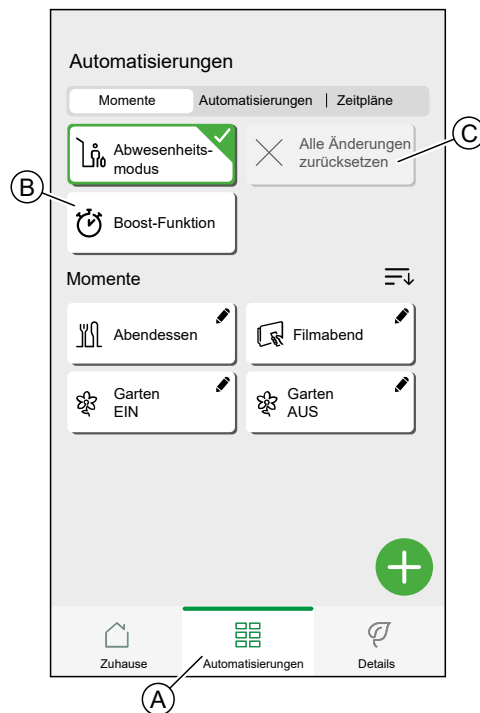 Automatisierungen
Momente Automatisierungen | Zeitpläne
Abwesenheits-
modus
Alle Änderungen
zurücksetzen
C
B
Boost-Funktion
Momente
Abendessen
Filmabend
Garten
EIN
Garten
AUS
Zuhause Automatisierungen Details
A